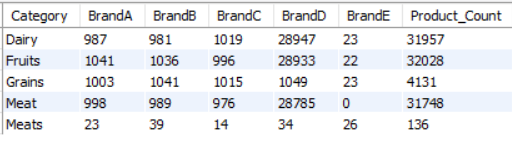 Category BrandA BrandB BrandC BrandD BrandE Product_Count
Dairy 987 981 1019 28947 23 31957
Fruits 1041 1036 996 28933 22 32028
Grains 1003 1041 1015 1049 23 4131
Meat 998 989 976 28785 0 31748
Meats 23 39 14 34 26 136